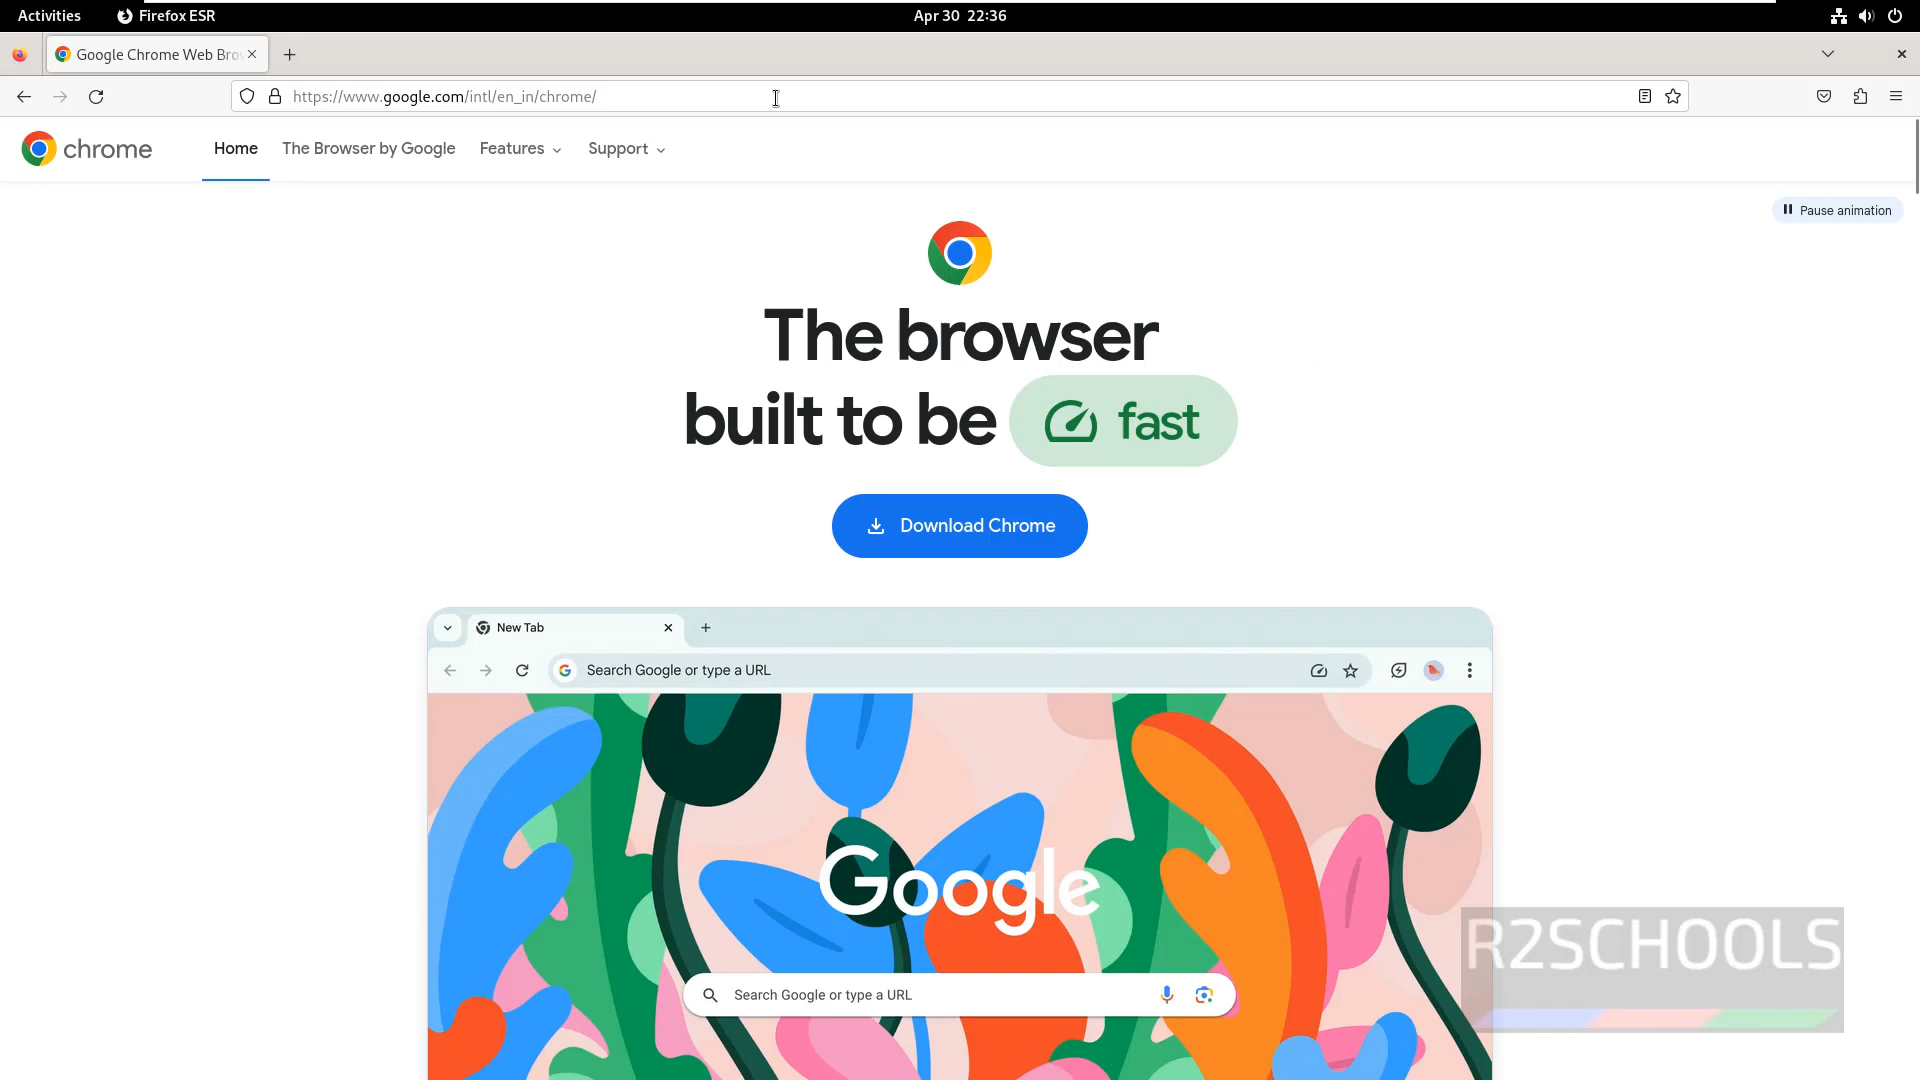 Activities
Firefox ESR
Apr 30 22:36
Google Chrome Web Bro
https://www.google.com/intl/en_in/chrome/
chrome
Home
The Browser by Google
Features
Support
Pause animation
The browser
built to be fast
Download Chrome
New Tab
Search Google or type a URL
Google
Search Google or type a URL
R2SCHOOLS